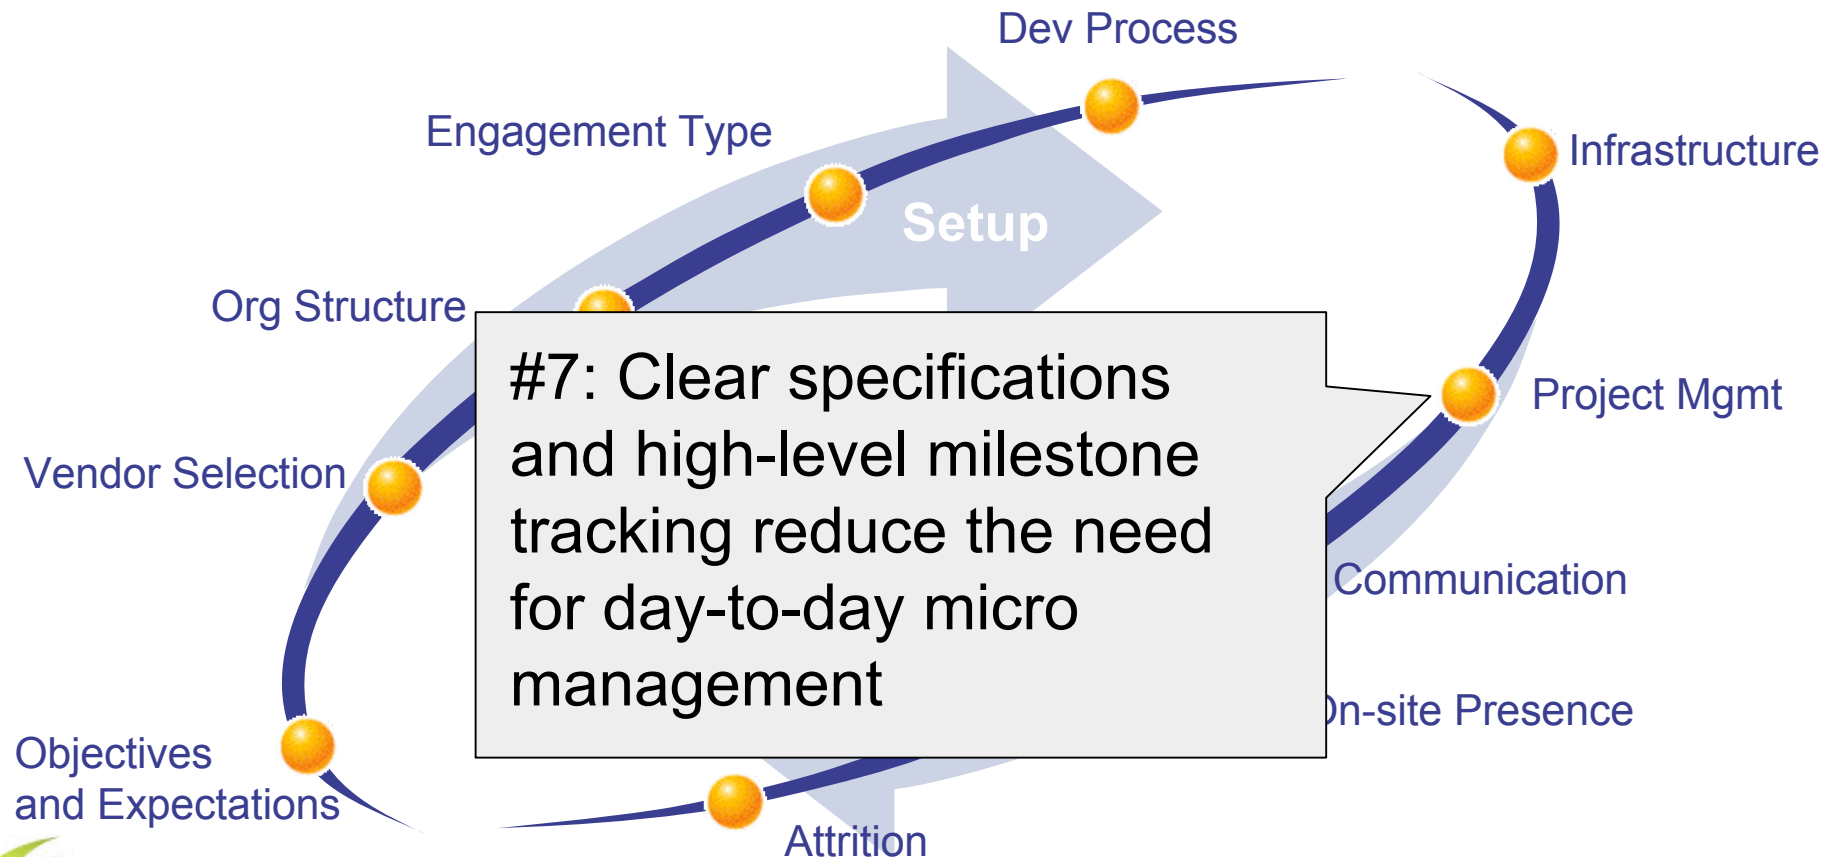 Dev Process
Engagement Type
Infrastructure
Setup
Org Structure
#7: Clear specifications
and high-level milestone
tracking reduce the need
for day-to-day micro
management
Project Mgmt
Vendor Selection
Communication
On-site Presence
Objectives
and Expectations
Attrition